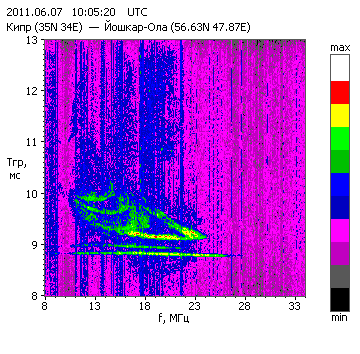 2011.06.07 10:05:20 UTC
Кипр (35N 34E) — Йошкар-Ола (56.63N 47.87E)
13
12
11
10
9
8
Тгр,
мс
8 13 18 23 28 33
f, МГц
max
min